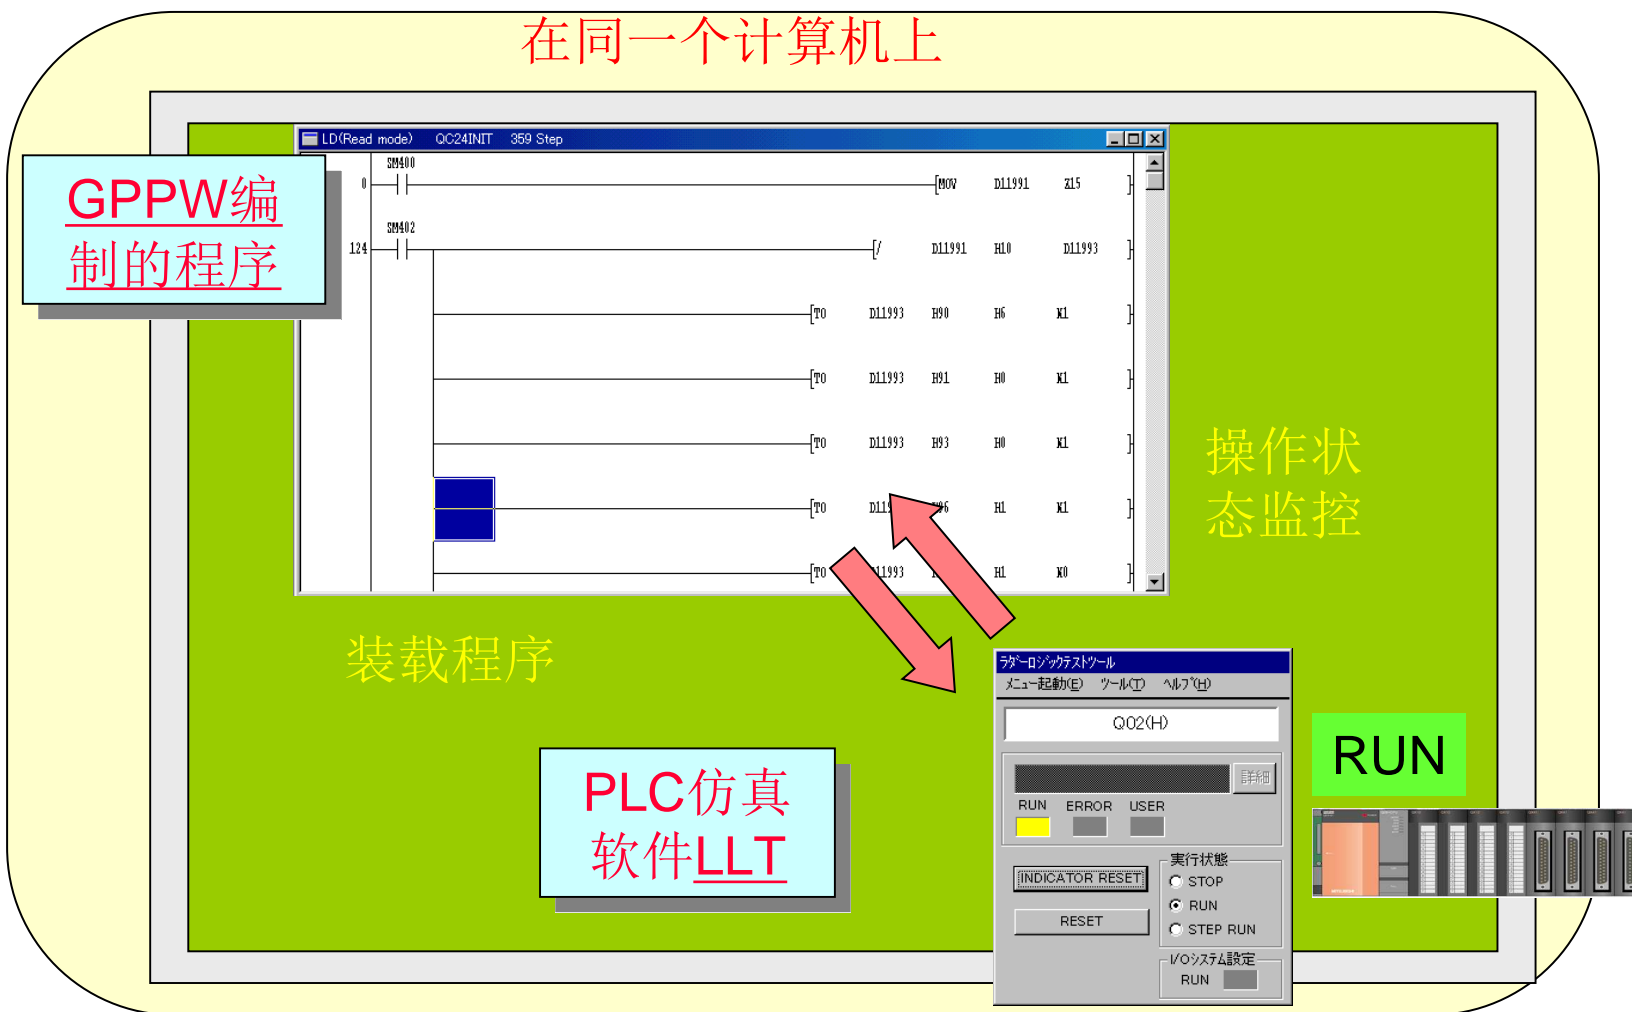 在同一个计算机上
LD(Read mode) QC24INIT 359 Step
GPPW编
制的程序
SM400
0 MOV D11991 Z15
SM402
124 / D11991 H10 D11993
TO D11993 H90 H6 K1
TO D11993 H91 H0 K1
TO D11993 H93 H0 K1
TO H1 K1
TO H1 K0
操作状
态监控
装载程序
PLC仿真
软件LLT
ラダーロジックテストツール
メニュー起動(E) ツール(T) ヘルプ(H)
Q02(H)
詳細
RUN ERROR USER
INDICATOR RESET
RESET
実行状態
STOP
RUN
STEP RUN
I/Oシステム設定
RUN
RUN